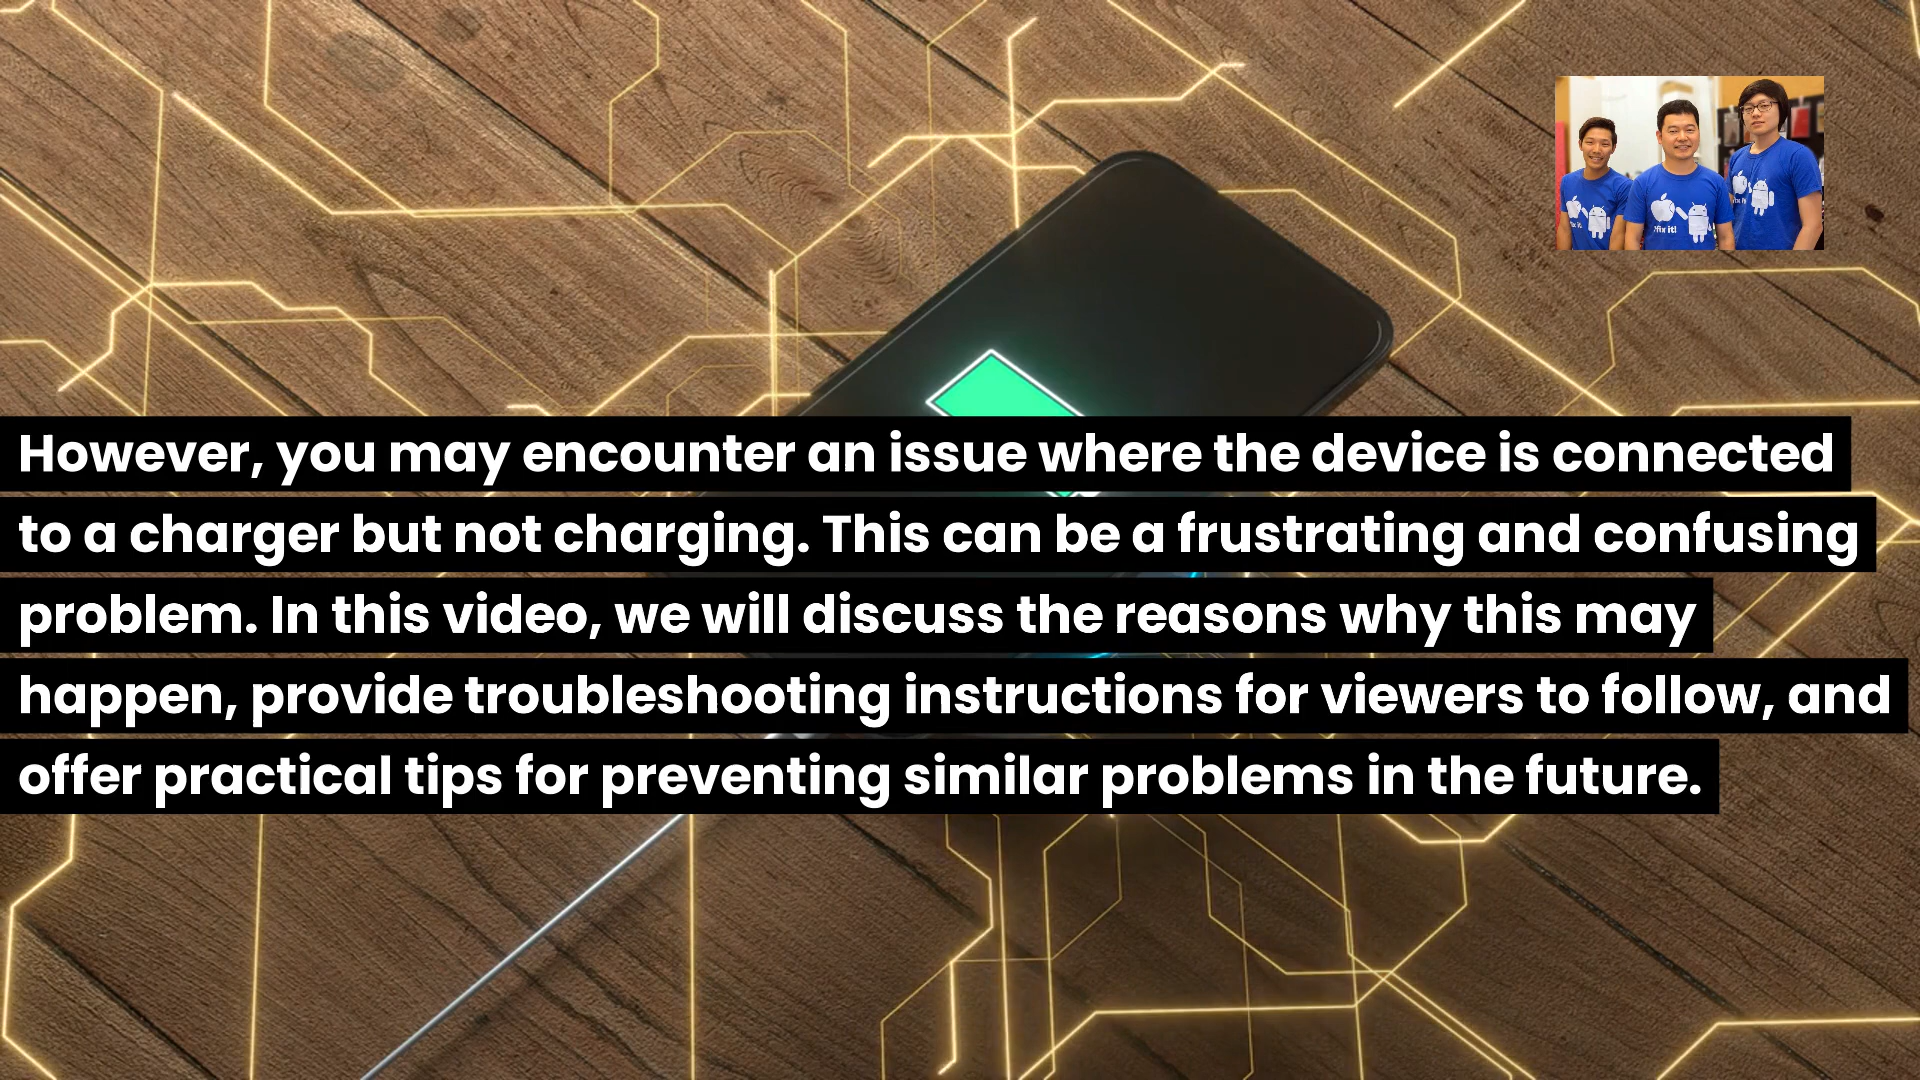 However, you may encounter an issue where the device is connected
to a charger but not charging. This can be a frustrating and confusing
problem. In this video, we will discuss the reasons why this may
happen, provide troubleshooting instructions for viewers to follow, and
offer practical tips for preventing similar problems in the future.